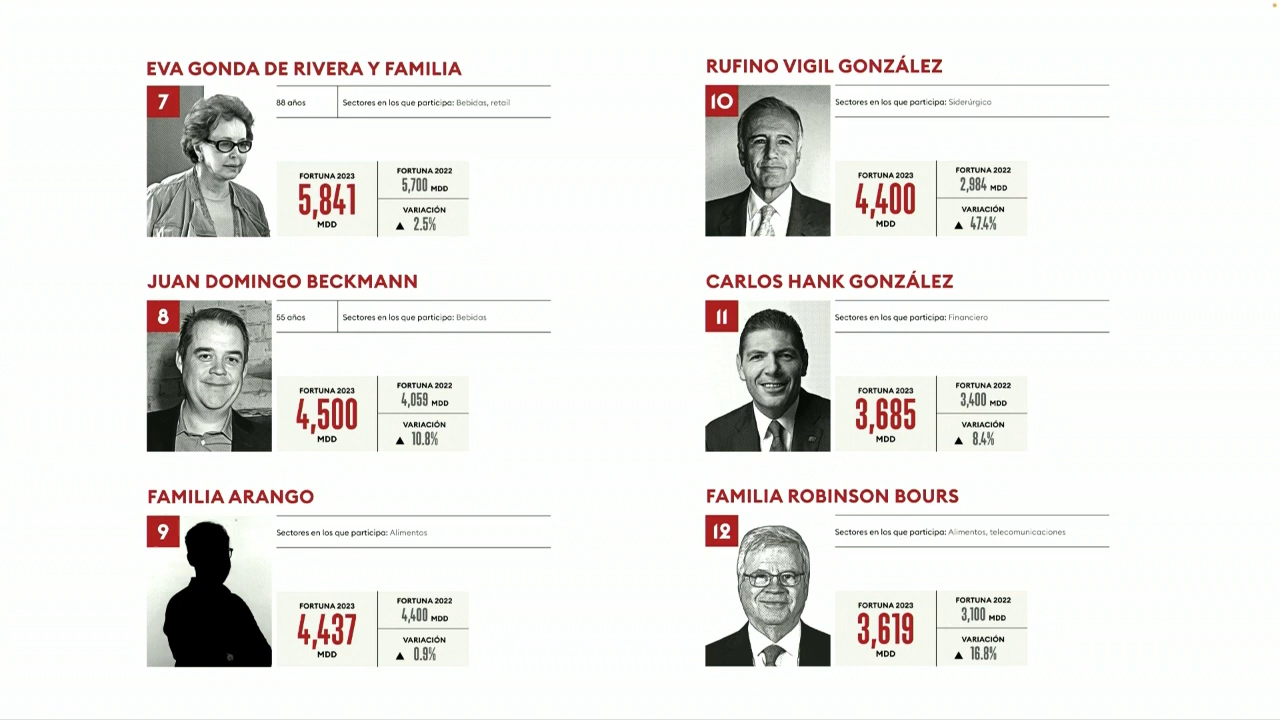 EVA GONDA DE RIVERA Y FAMILIA
7
88 años
Sectores en los que participa: Bebidas, retail
FORTUNA 2023
5,841
MDD
FORTUNA 2022
5,700 MDD
VARIACIÓN
▲ 2.5%
JUAN DOMINGO BECKMANN
8
55 años
Sectores en los que participa: Bebidas
FORTUNA 2023
4,500
MDD
FORTUNA 2022
4,059 MDD
VARIACIÓN
▲ 10.8%
FAMILIA ARANGO
9
Sectores en los que participa: Alimentos
FORTUNA 2023
4,437
MDD
FORTUNA 2022
4,400 MDD
VARIACIÓN
▲ 0.9%
RUFINO VIGIL GONZÁLEZ
10
Sectores en los que participa: Siderúrgico
FORTUNA 2023
4,400
MDD
FORTUNA 2022
2,984 MDD
VARIACIÓN
▲ 47.4%
CARLOS HANK GONZÁLEZ
11
Sectores en los que participa: Financiero
FORTUNA 2023
3,685
MDD
FORTUNA 2022
3,400 MDD
VARIACIÓN
▲ 8.4%
FAMILIA ROBINSON BOURS
12
Sectores en los que participa: Alimentos, telecomunicaciones
FORTUNA 2023
3,619
MDD
FORTUNA 2022
3,100 MDD
VARIACIÓN
▲ 16.8%